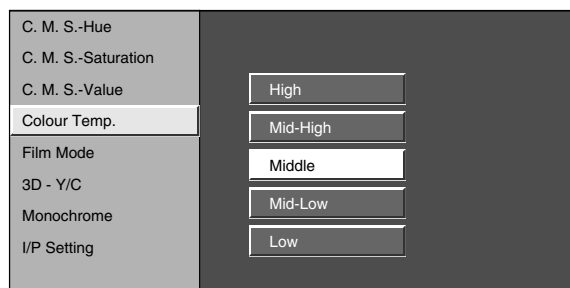 C. M. S.-Hue
C. M. S.-Saturation
C. M. S.-Value
Colour Temp.
Film Mode
3D - Y/C
Monochrome
I/P Setting
High
Mid-High
Middle
Mid-Low
Low